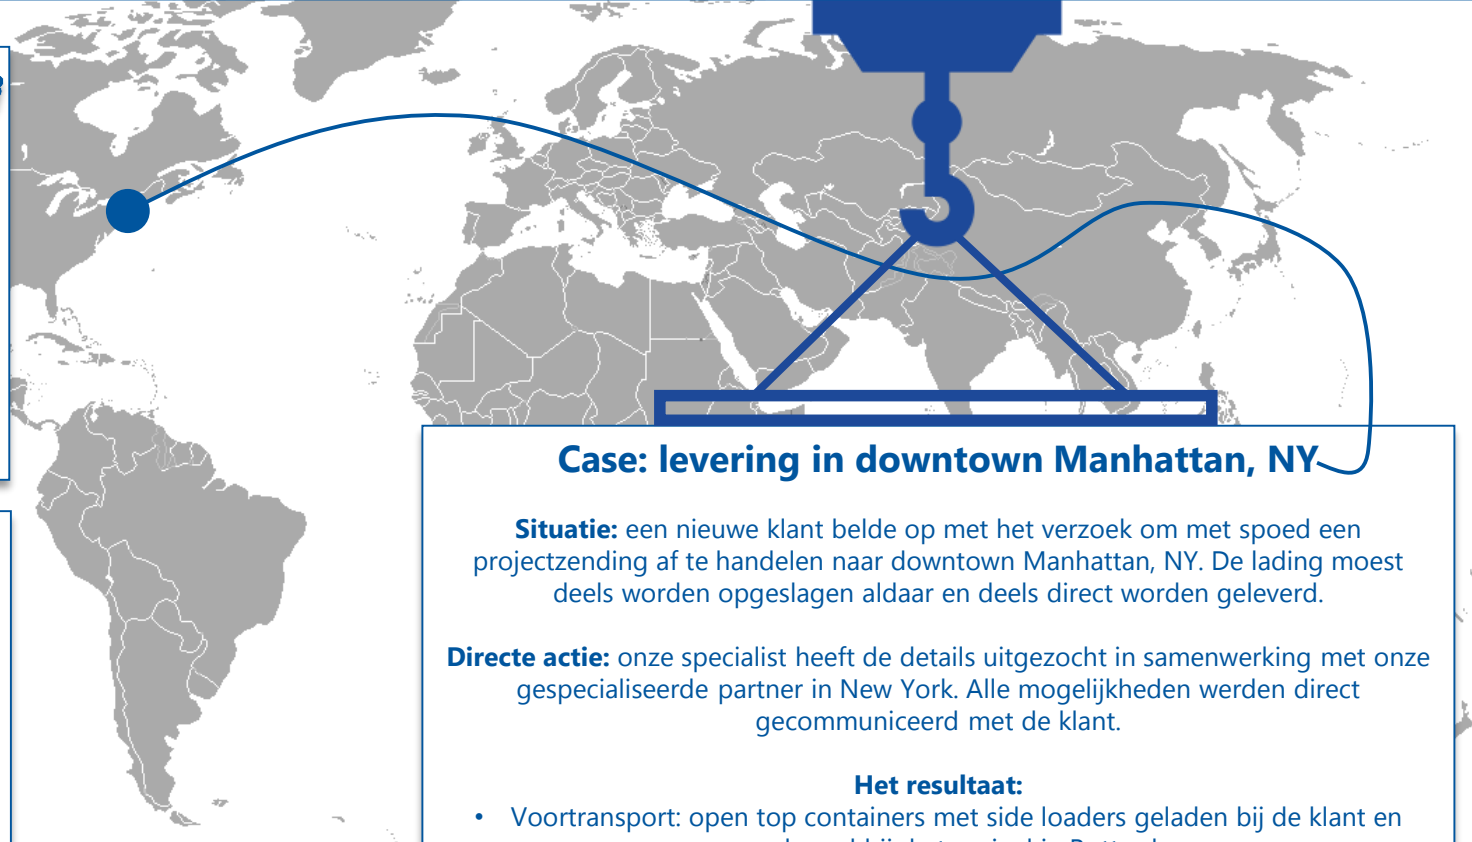 Case: levering in downtown Manhattan, NY
Situatie: een nieuwe klant belde op met het verzoek om met spoed een
projectzending af te handelen naar downtown Manhattan, NY. De lading moest
deels worden opgeslagen aldaar en deels direct worden geleverd.
Directe actie: onze specialist heeft de details uitgezocht in samenwerking met onze
gespecialiseerde partner in New York. Alle mogelijkheden werden direct
gecommuniceerd met de klant.
Het resultaat:
• Voortransport: open top containers met side loaders geladen bij de klant en